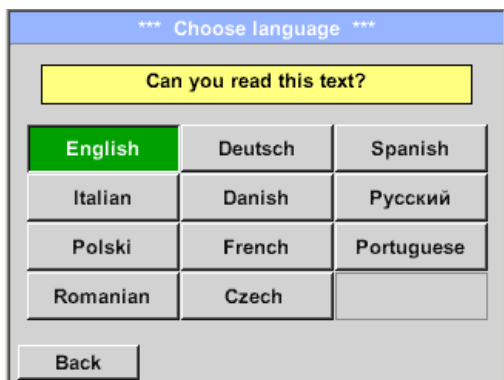 *** Choose language ***
Can you read this text?
English Deutsch Spanish
Italian Danish Русский
Polski French Portuguese
Romanian Czech
Back